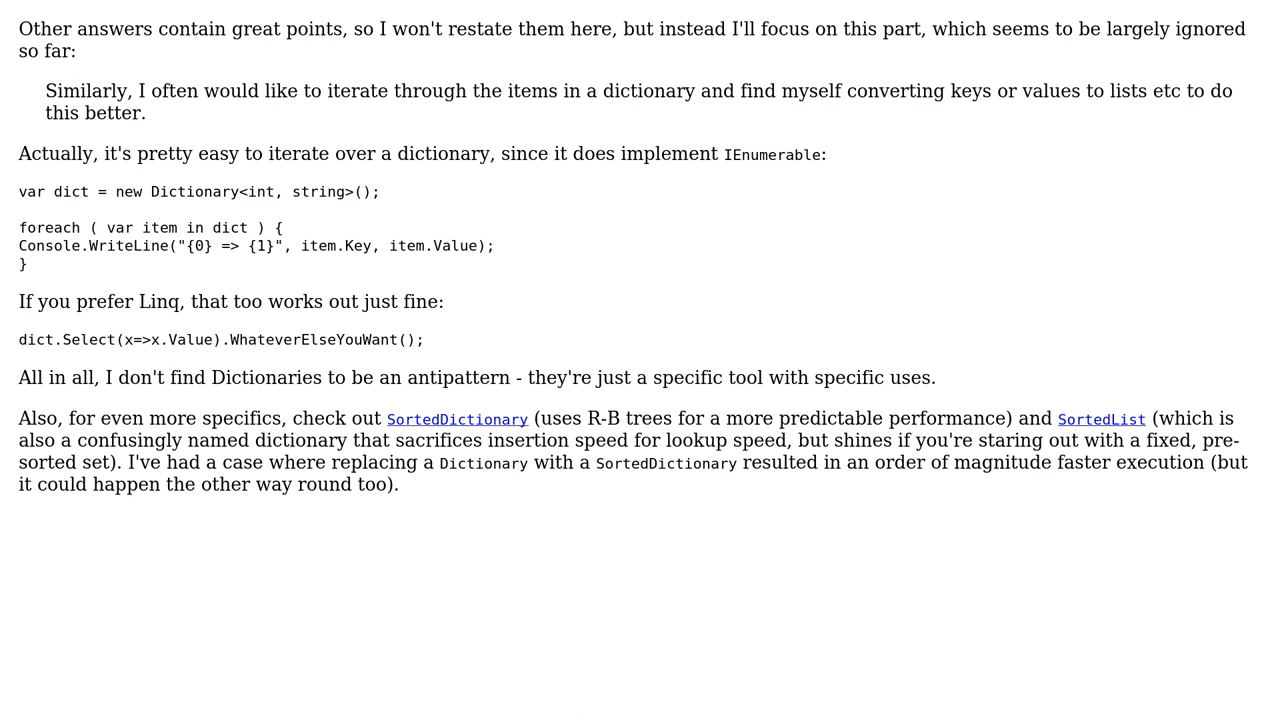 Other answers contain great points, so I won't restate them here, but instead I'll focus on this part, which seems to be largely ignored
so far:
Similarly, I often would like to iterate through the items in a dictionary and find myself converting keys or values to lists etc to do
this better.
Actually, it's pretty easy to iterate over a dictionary, since it does implement IEnumerable:
var dict = new Dictionary<int, string>();
foreach ( var item in dict ) {
Console.WriteLine("{0} => {1}", item.Key, item.Value);
}
If you prefer Linq, that too works out just fine:
dict.Select(x=>x.Value).WhateverElseYouWant();
All in all, I don't find Dictionaries to be an antipattern - they're just a specific tool with specific uses.
Also, for even more specifics, check out SortedDictionary (uses R-B trees for a more predictable performance) and SortedList (which is
also a confusingly named dictionary that sacrifices insertion speed for lookup speed, but shines if you're staring out with a fixed, pre-
sorted set). I've had a case where replacing a Dictionary with a SortedDictionary resulted in an order of magnitude faster execution (but
it could happen the other way round too).